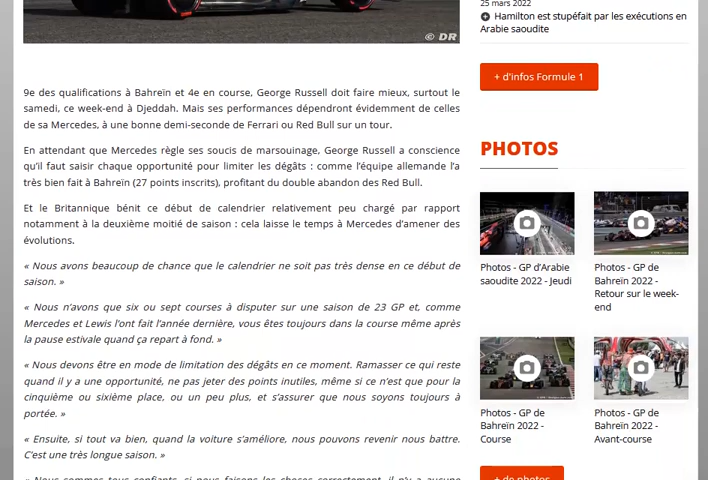 © DR
9e des qualifications à Bahreïn et 4e en course, George Russell doit faire mieux, surtout le
samedi, ce week-end à Djeddah. Mais ses performances dépendront évidemment de celles
de sa Mercedes, à une bonne demi-seconde de Ferrari ou Red Bull sur un tour.
En attendant que Mercedes règle ses soucis de marsouinage, George Russell a conscience
qu'il faut saisir chaque opportunité pour limiter les dégâts : comme l'équipe allemande l'a
très bien fait à Bahreïn (27 points inscrits), profitant du double abandon des Red Bull.
Et le Britannique bénit ce début de calendrier relativement peu chargé par rapport
notamment à la deuxième moitié de saison : cela laisse le temps à Mercedes d'amener des
évolutions.
« Nous avons beaucoup de chance que le calendrier ne soit pas très dense en ce début de
saison. »
« Nous n'avons que six ou sept courses à disputer sur une saison de 23 GP et, comme
Mercedes et Lewis l'ont fait l'année dernière, vous êtes toujours dans la course même après
la pause estivale quand ça repart à fond. »
« Nous devons être en mode de limitation des dégâts en ce moment. Ramasser ce qui reste
quand il y a une opportunité, ne pas jeter des points inutiles, même si ce n'est que pour la
cinquième ou sixième place, ou un peu plus, et s'assurer que nous soyons toujours à
portée. »
« Ensuite, si tout va bien, quand la voiture s'améliore, nous pouvons revenir nous battre.
C'est une très longue saison. »
« Nous sommes tous confiants, si nous faisons les choses correctement, il n'y a aucune
25 mars 2022
Hamilton est stupéfait par les exécutions en
Arabie saoudite
+ d'infos Formule 1
PHOTOS
Photos - GP d'Arabie
saoudite 2022 - Jeudi
Photos - GP de
Bahreïn 2022 -
Retour sur le week-
end
Photos - GP de
Bahreïn 2022 -
Course
Photos - GP de
Bahreïn 2022 -
Avant-course
+ de photos